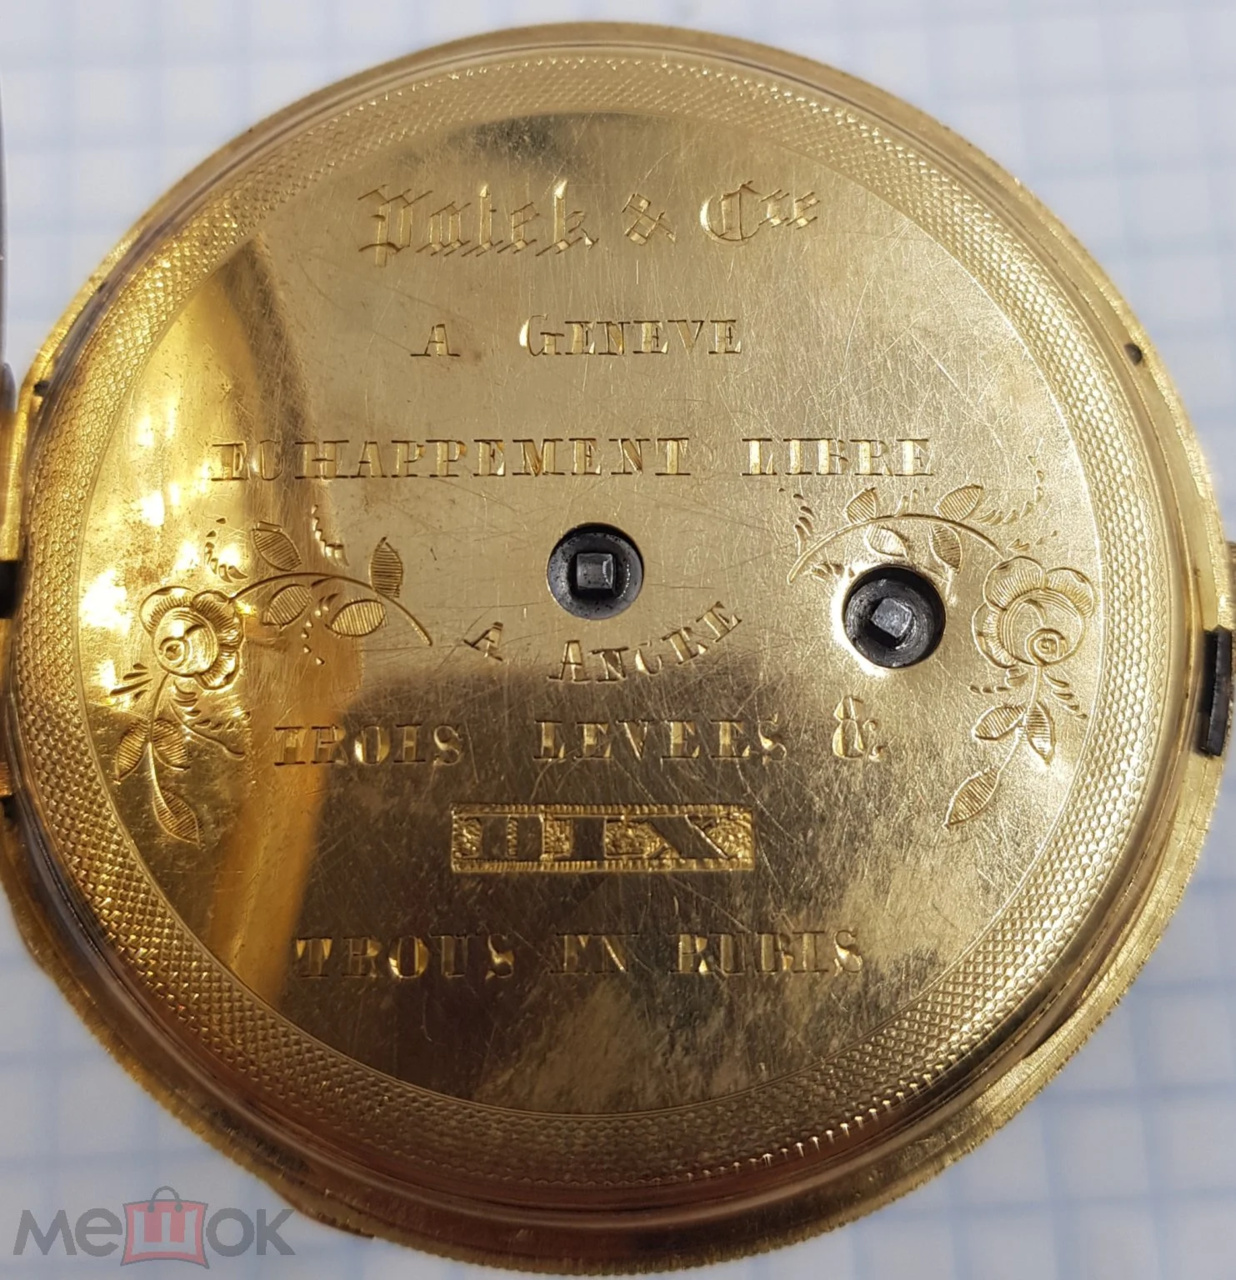 Patek & Cie
A GENEVE
ECHAPPEMENT LIBRE
A ANCRE
TROIS LEVEES &
DIX
TROUS EN RUBIS
мешок